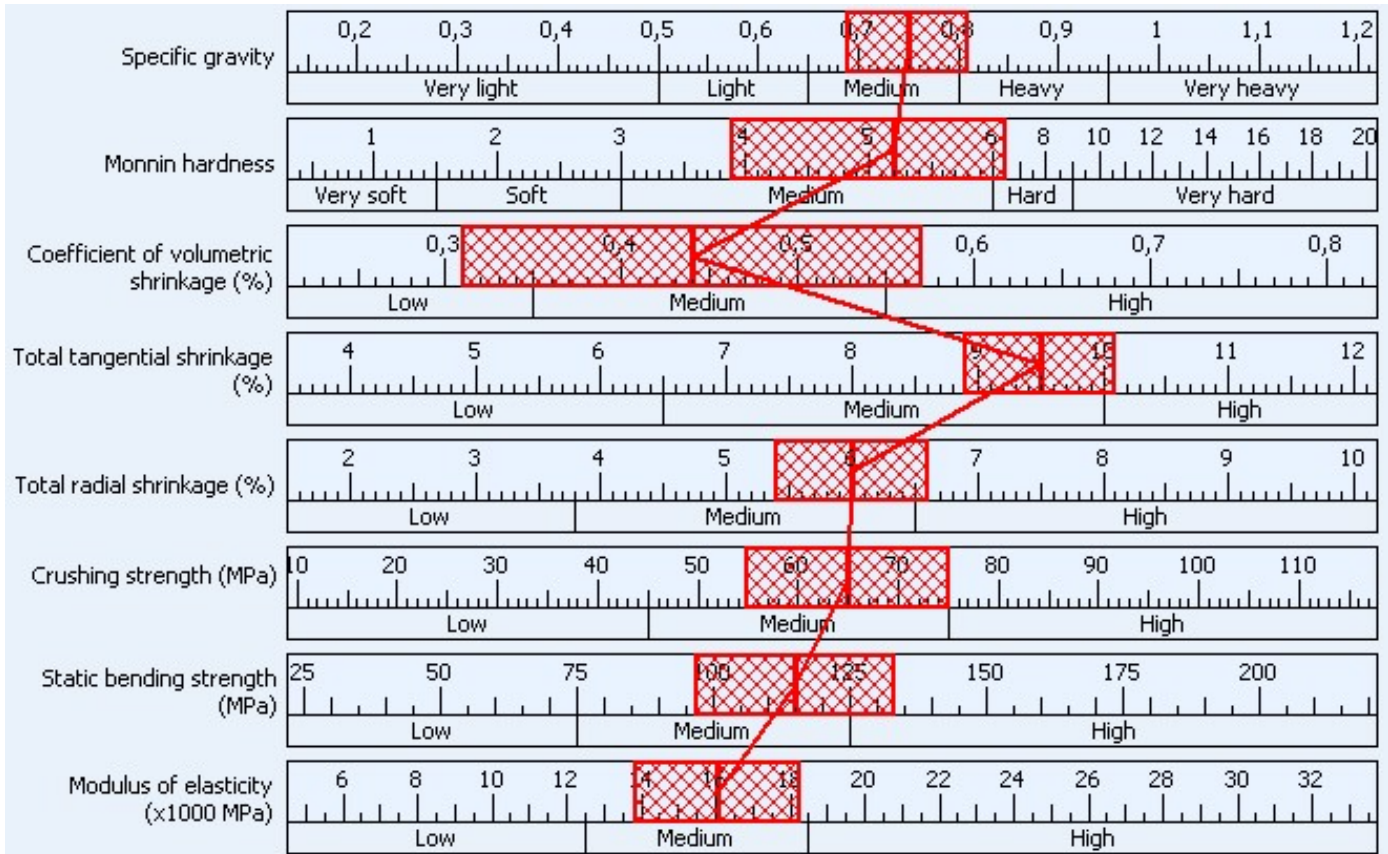 Specific gravity
0,2 0,3 0,4 0,5 0,6 0,7 0,8 0,9 1 1,1 1,2
Very light Light Medium Heavy Very heavy
Monnin hardness
1 2 3 4 5 6 8 10 12 14 16 18 20
Very soft Soft Medium Hard Very hard
Coefficient of volumetric
shrinkage (%)
0,3 0,4 0,5 0,6 0,7 0,8
Low Medium High
Total tangential shrinkage
(%)
4 5 6 7 8 9 10 11 12
Low Medium High
Total radial shrinkage (%)
2 3 4 5 6 7 8 9 10
Low Medium High
Crushing strength (MPa)
10 20 30 40 50 60 70 80 90 100 110
Low Medium High
Static bending strength
(MPa)
25 50 75 100 125 150 175 200
Low Medium High
Modulus of elasticity
(x1000 MPa)
6 8 10 12 14 16 18 20 22 24 26 28 30 32
Low Medium High